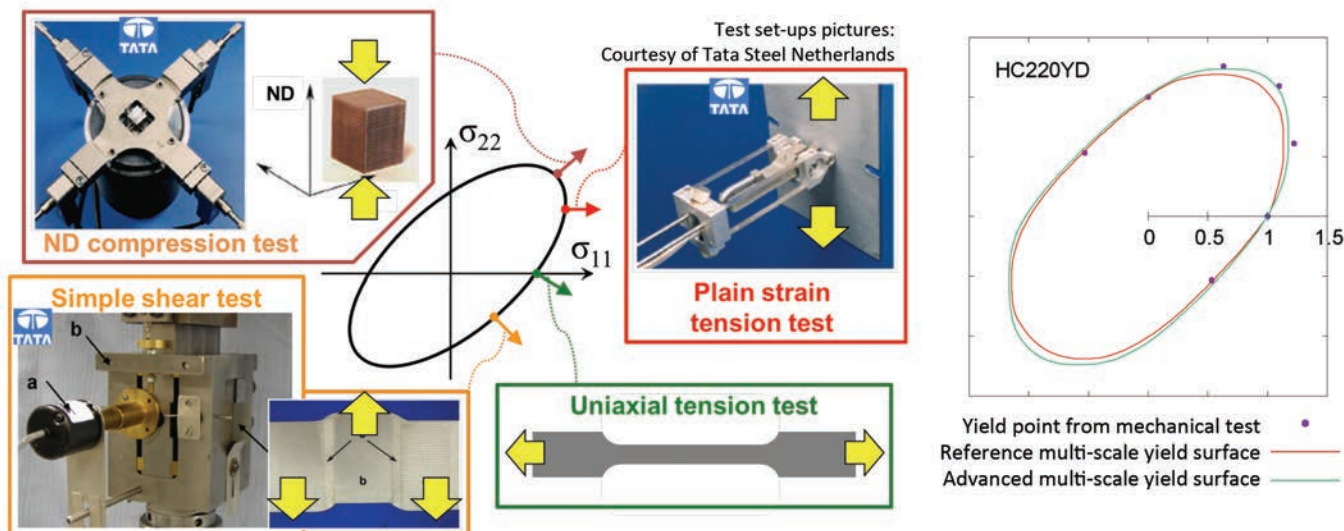 TATA
ND
ND compression test
Test set-ups pictures:
Courtesy of Tata Steel Netherlands
TATA
Plain strain
tension test
σ22
σ11
Simple shear test
TATA
b
a
b
Uniaxial tension test
HC220YD
0 0.5 1 1.5
Yield point from mechanical test
Reference multi-scale yield surface
Advanced multi-scale yield surface